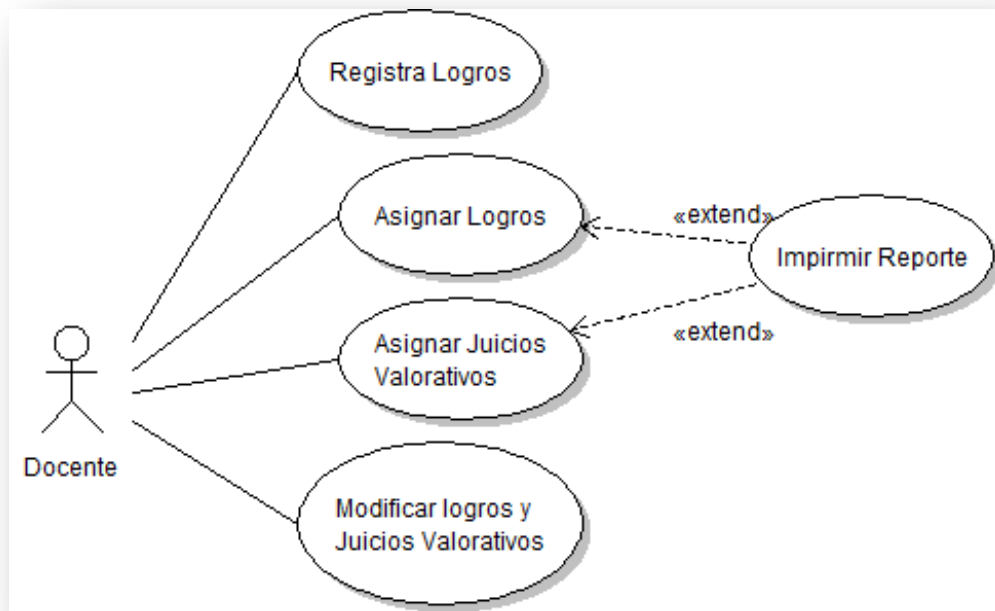 Registra Logros
Asignar Logros
«extend»
Impirmir Reporte
Asignar Juicios
Valorativos
«extend»
Docente
Modificar logros y
Juicios Valorativos